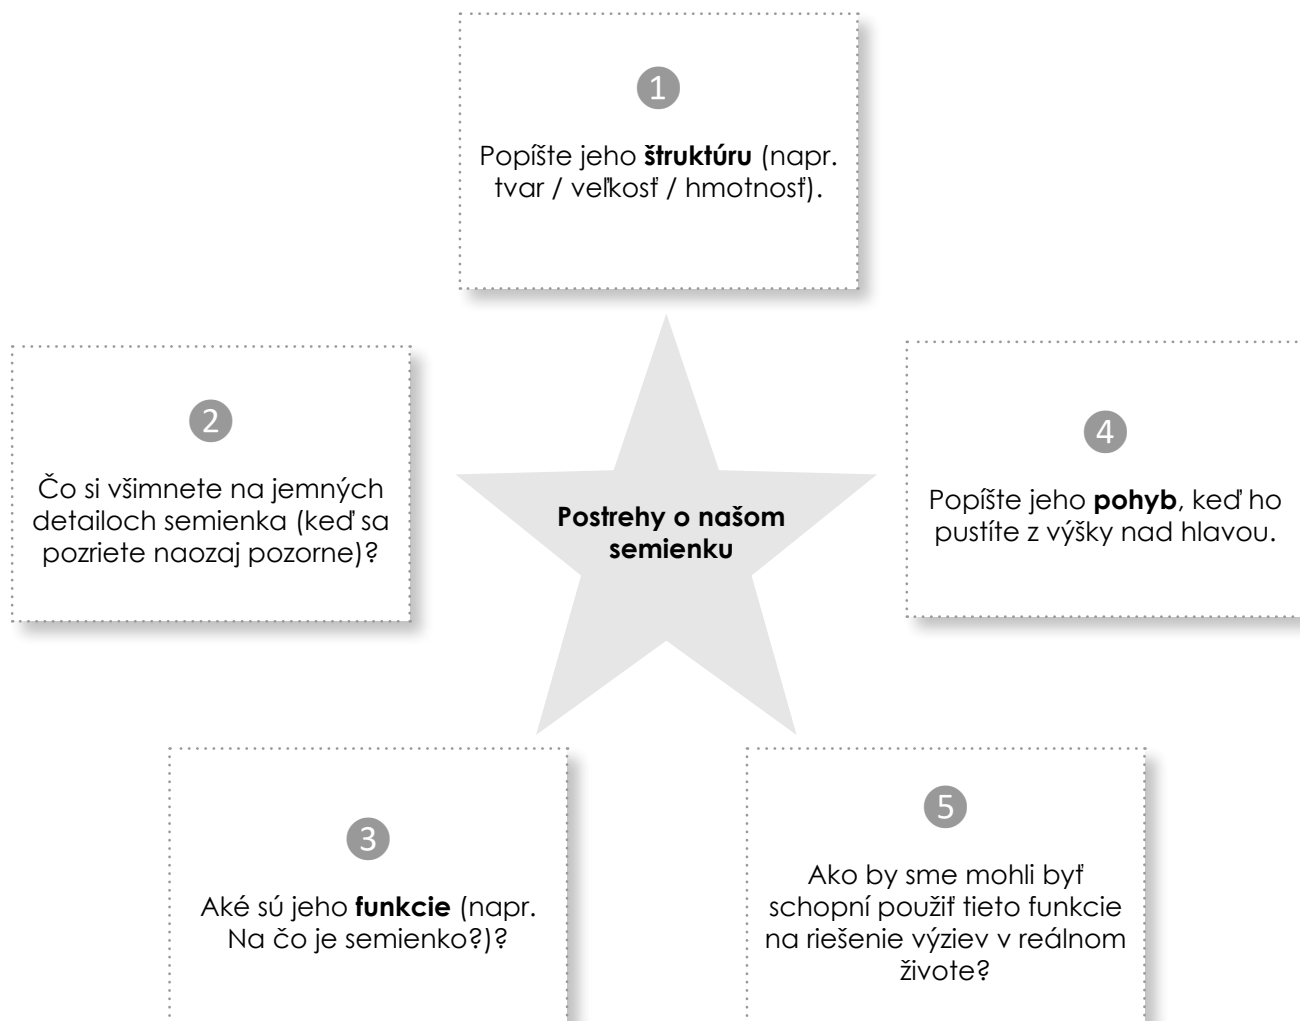 1
Popíšte jeho štruktúru (napr.
tvar / veľkosť / hmotnosť).
2
Čo si všimnete na jemných
detailoch semienka (keď sa
pozriete naozaj pozorne)?
4
Popíšte jeho pohyb, keď ho
pustíte z výšky nad hlavou.
Postrehy o našom
semienku
3
Aké sú jeho funkcie (napr.
Na čo je semienko?)?
5
Ako by sme mohli byť
schopní použiť tieto funkcie
na riešenie výziev v reálnom
živote?